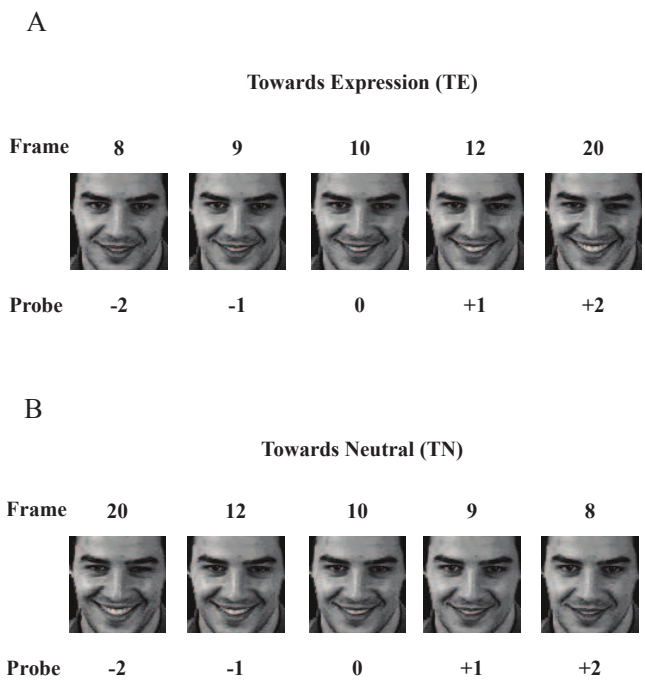 A
Towards Expression (TE)
Frame 8 9 10 12 20
Probe -2 -1 0 +1 +2
B
Towards Neutral (TN)
Frame 20 12 10 9 8
Probe -2 -1 0 +1 +2